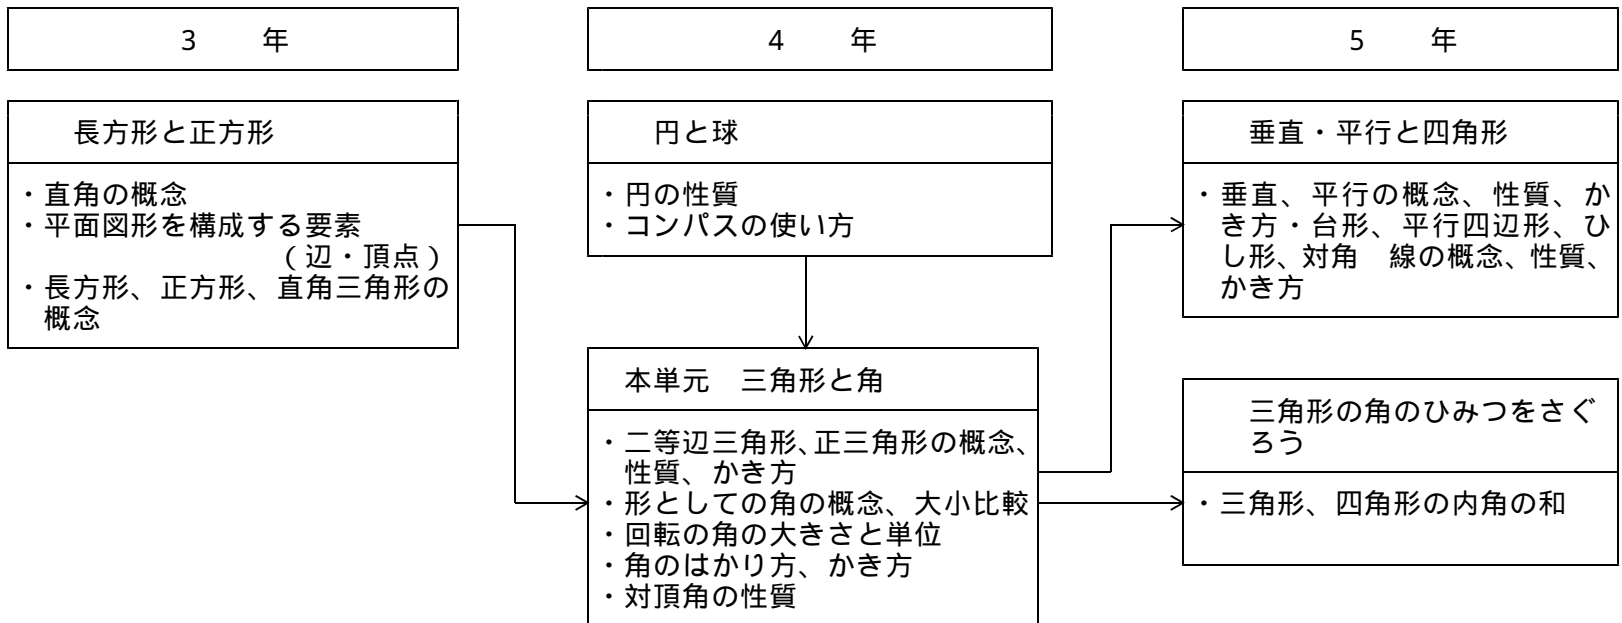 3 年
4 年
5 年
長方形と正方形
・直角の概念
・平面図形を構成する要素
(辺・頂点)
・長方形、正方形、直角三角形の
概念
円と球
・円の性質
・コンパスの使い方
本単元 三角形と角
・二等辺三角形、正三角形の概念、
性質、かき方
・形としての角の概念、大小比較
・回転の角の大きさと単位
・角のはかり方、かき方
・対頂角の性質
垂直・平行と四角形
・垂直、平行の概念、性質、か
き方・台形、平行四辺形、ひ
し形、対角 線の概念、性質、
かき方
三角形の角のひみつをさぐ
ろう
・三角形、四角形の内角の和